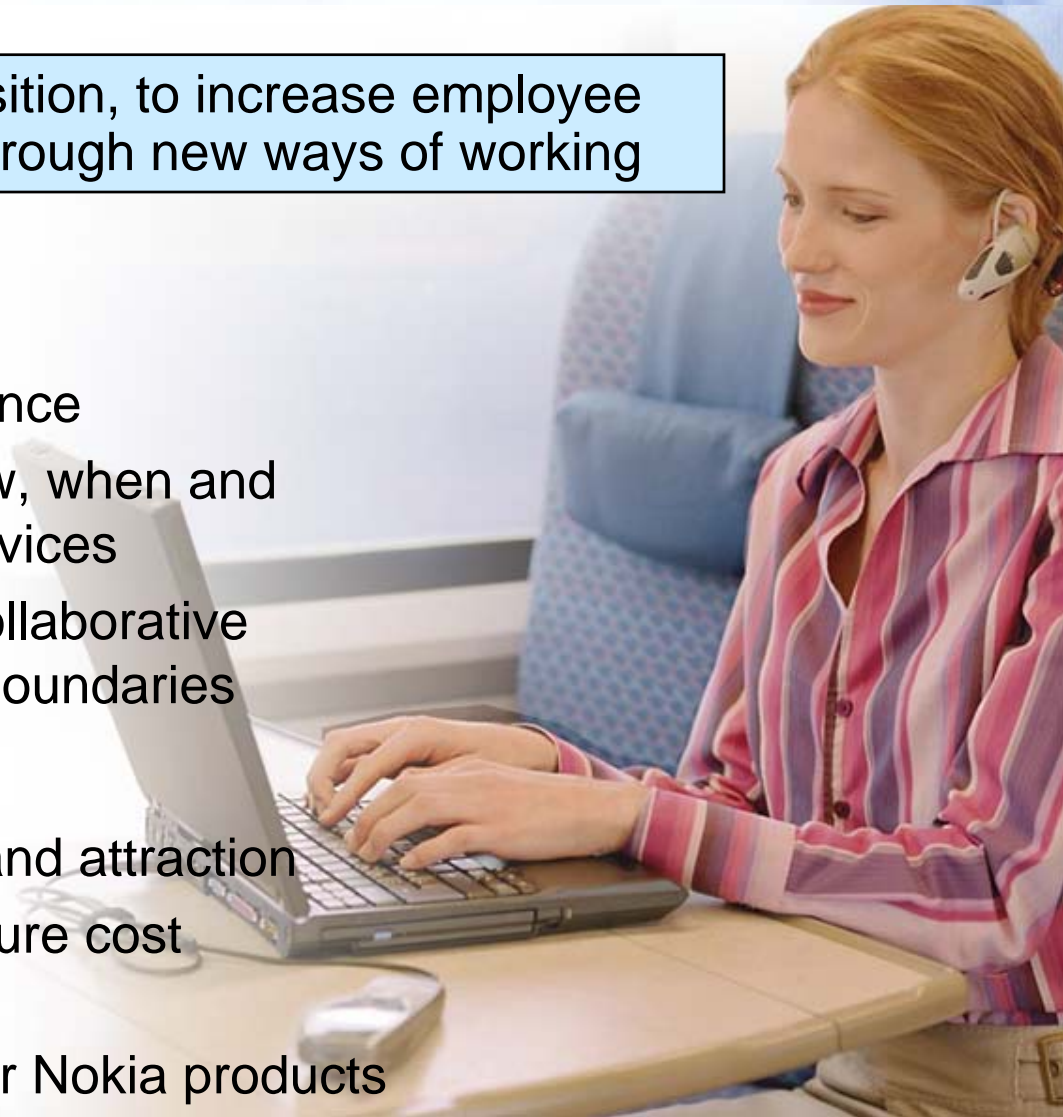 sition, to increase employee
rough new ways of working
nce
w, when and
vices
ollaborative
oundaries
and attraction
ure cost
r Nokia products